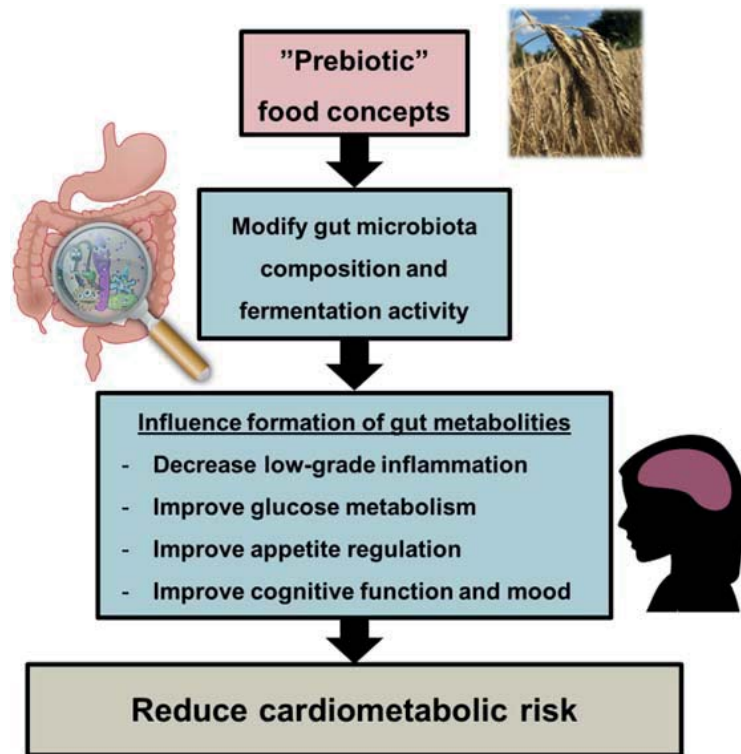 ”Prebiotic”
food concepts
Modify gut microbiota
composition and
fermentation activity
Influence formation of gut metabolities
- Decrease low-grade inflammation
- Improve glucose metabolism
- Improve appetite regulation
- Improve cognitive function and mood
Reduce cardiometabolic risk